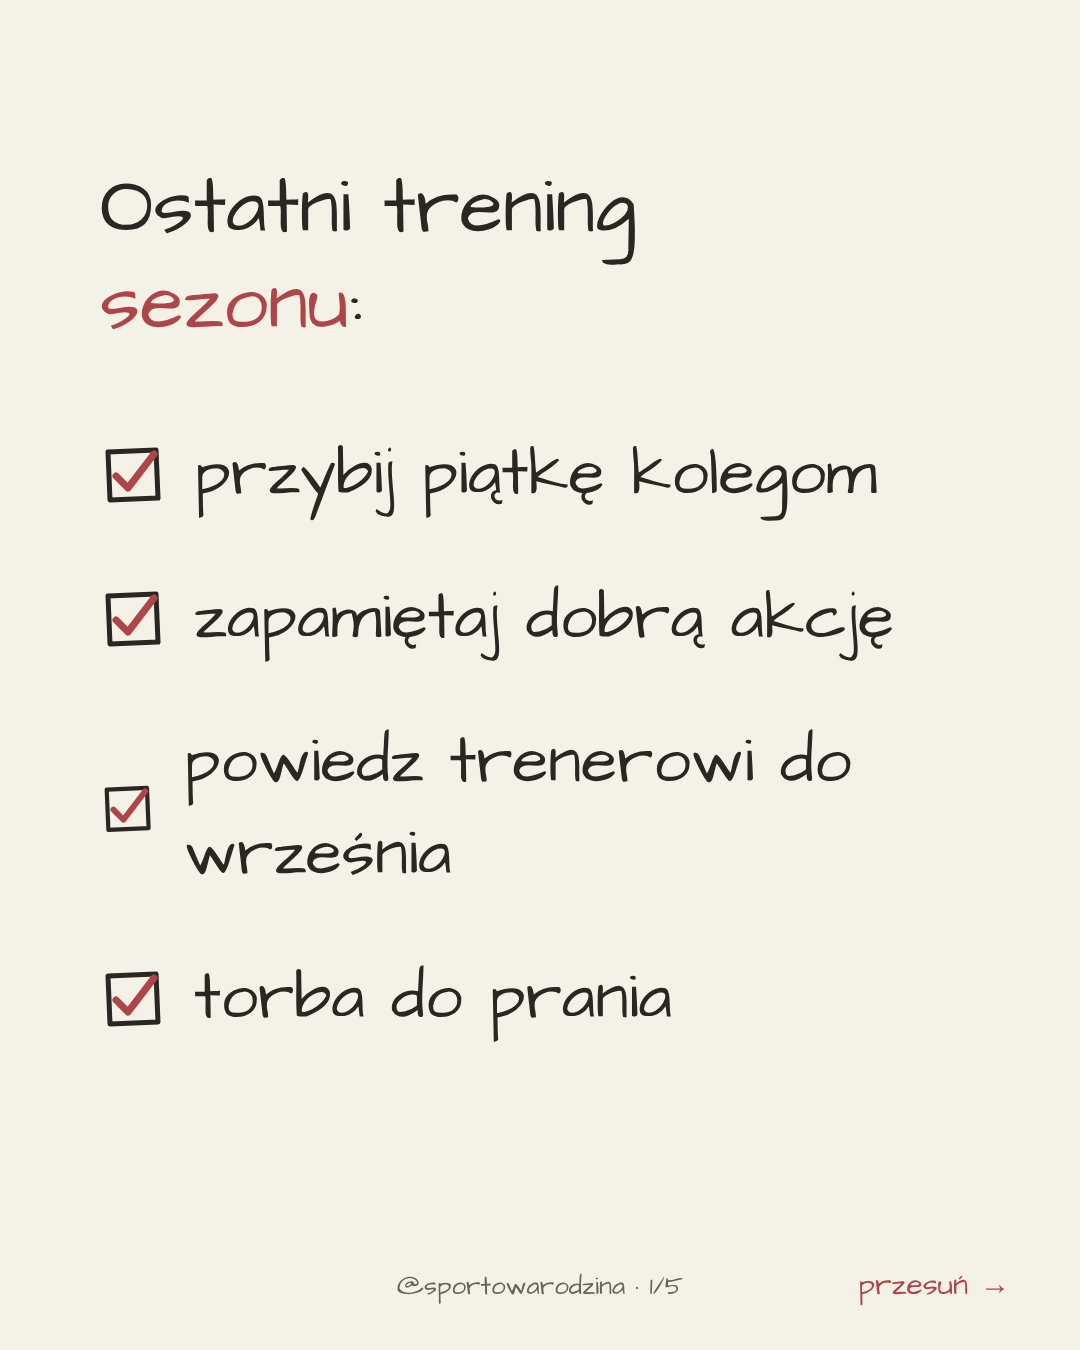 Ostatni trening
sezonu:
przybij piątkę kolegom
zapamiętaj dobrą akcję
powiedz trenerowi do
września
torba do prania
@sportowarodzina · 1/5
przesuń →